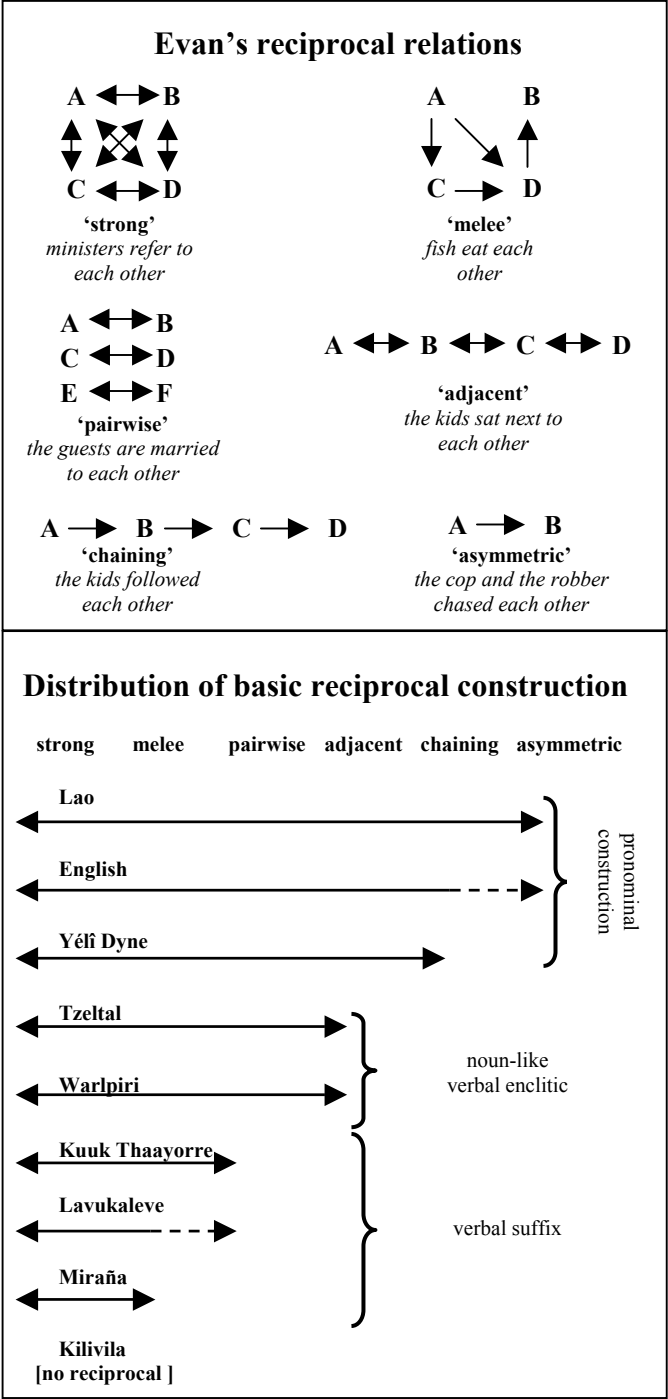 Evan's reciprocal relations
A B
C D
'strong'
ministers refer to
each other
A B
C D
'melee'
fish eat each
other
A B
C D
E F
'pairwise'
the guests are married
to each other
A B C D
'adjacent'
the kids sat next to
each other
A B C D
'chaining'
the kids followed
each other
A B
'asymmetric'
the cop and the robber
chased each other
Distribution of basic reciprocal construction
strong melee pairwise adjacent chaining asymmetric
Lao
English
Yélî Dyne
pronominal
construction
Tzeltal
Warlpiri
noun-like
verbal enclitic
Kuuk Thaayorre
Lavukaleve
Miraña
verbal suffix
Kilivila
[no reciprocal ]